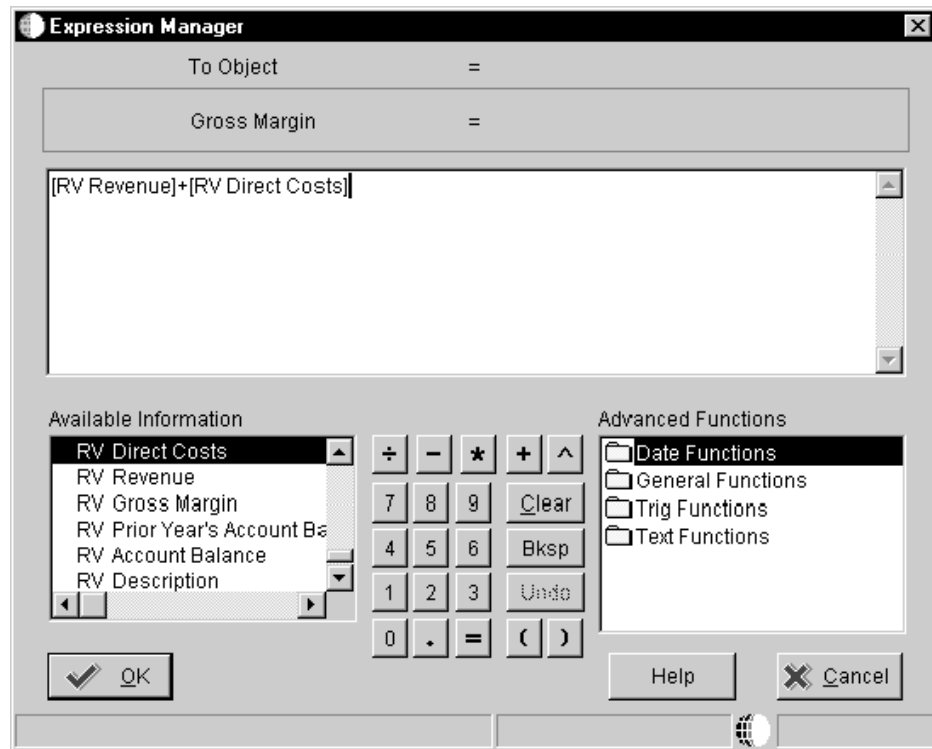 Expression Manager
To Object =
Gross Margin =
[RV Revenue]+[RV Direct Costs]
Available Information
RV Direct Costs
RV Revenue
RV Gross Margin
RV Prior Year's Account Ba
RV Account Balance
RV Description
÷ − * + ^
7 8 9 Clear
4 5 6 Bksp
1 2 3 Undo
0 . = ( )
Advanced Functions
Date Functions
General Functions
Trig Functions
Text Functions
OK
Help
Cancel